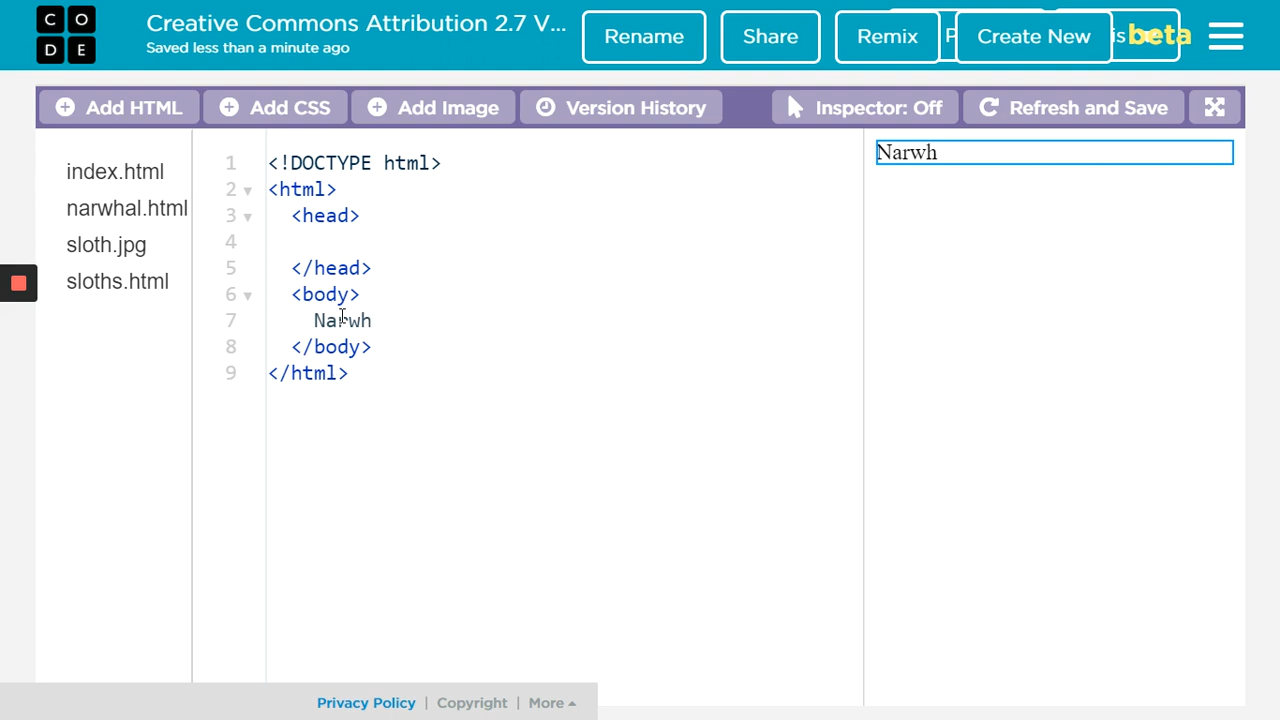 CODE
Creative Commons Attribution 2.7 V...
Saved less than a minute ago
Rename
Share
Remix
P
Create New
is
beta
Add HTML
Add CSS
Add Image
Version History
Inspector: Off
Refresh and Save
index.html
narwhal.html
sloth.jpg
sloths.html
1 <!DOCTYPE html>
2 <html>
3 <head>
4
5 </head>
6 <body>
7 Narwh
8 </body>
9 </html>
Narwh
Privacy Policy | Copyright | More